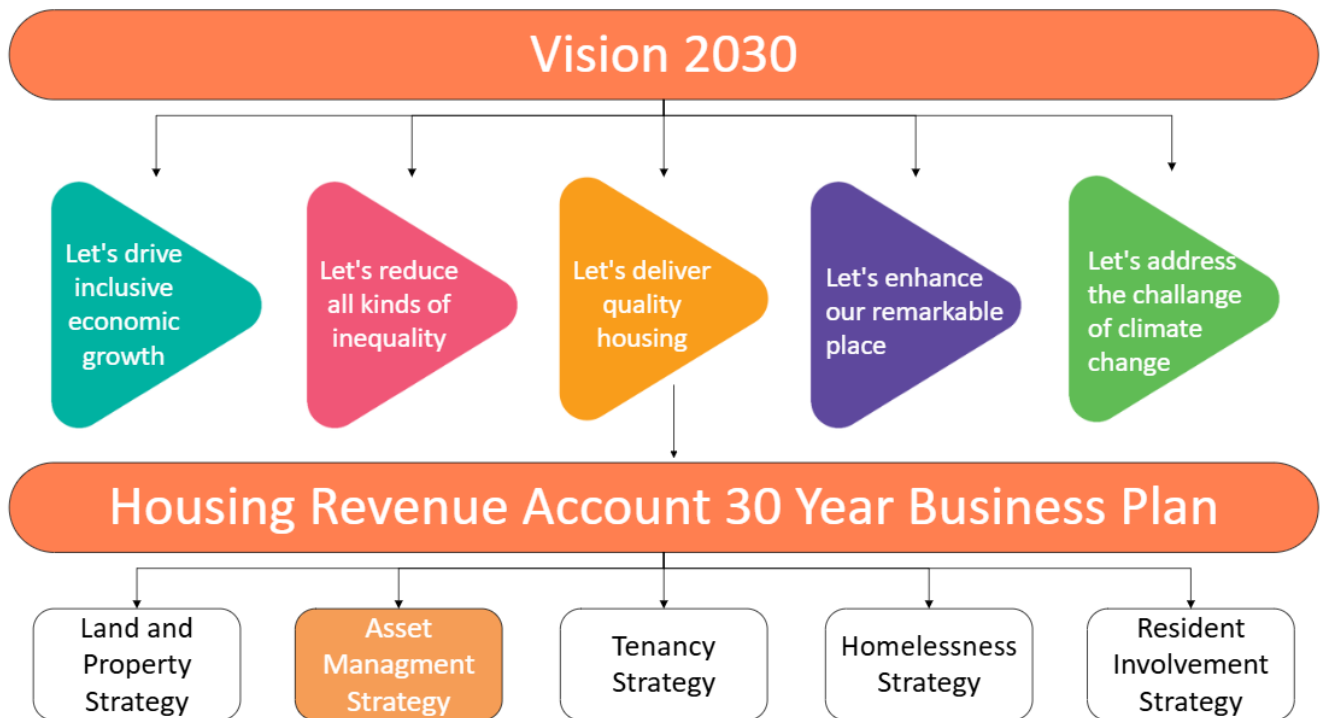 Vision 2030
Let's drive
inclusive
economic
growth
Let's reduce
all kinds of
inequality
Let's deliver
quality
housing
Let's enhance
our remarkable
place
Let's address
the challange
of climate
change
Housing Revenue Account 30 Year Business Plan
Land and
Property
Strategy
Asset
Managment
Strategy
Tenancy
Strategy
Homelessness
Strategy
Resident
Involvement
Strategy